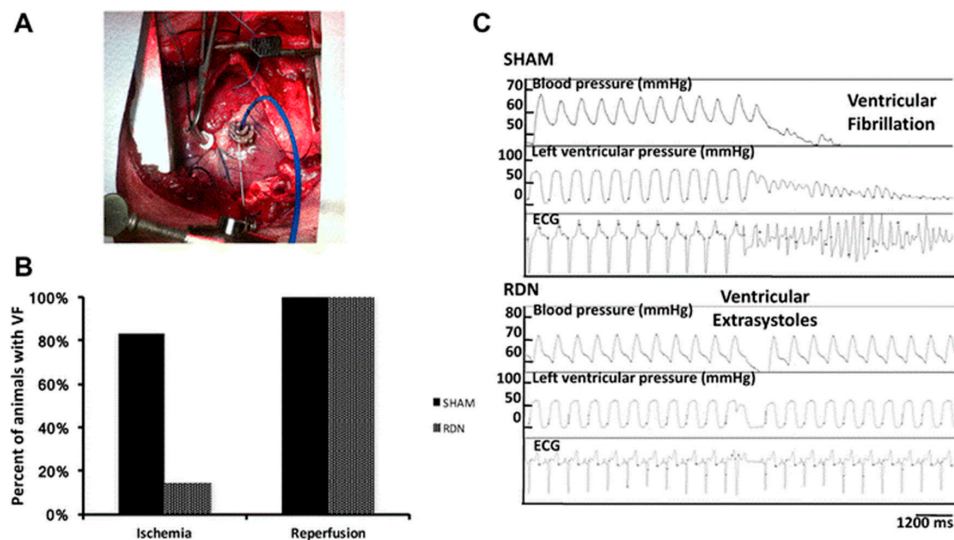 A
B
Percent of animals with VF
100%
80%
60%
40%
20%
0%
Ischemia
Reperfusion
SHAM
RDN
C
SHAM
Blood pressure (mmHg)
70
60
50
Ventricular
Fibrillation
Left ventricular pressure (mmHg)
100
50
0
ECG
RDN
Ventricular
Extrasystoles
Blood pressure (mmHg)
80
70
60
Left ventricular pressure (mmHg)
100
50
0
ECG
1200 ms